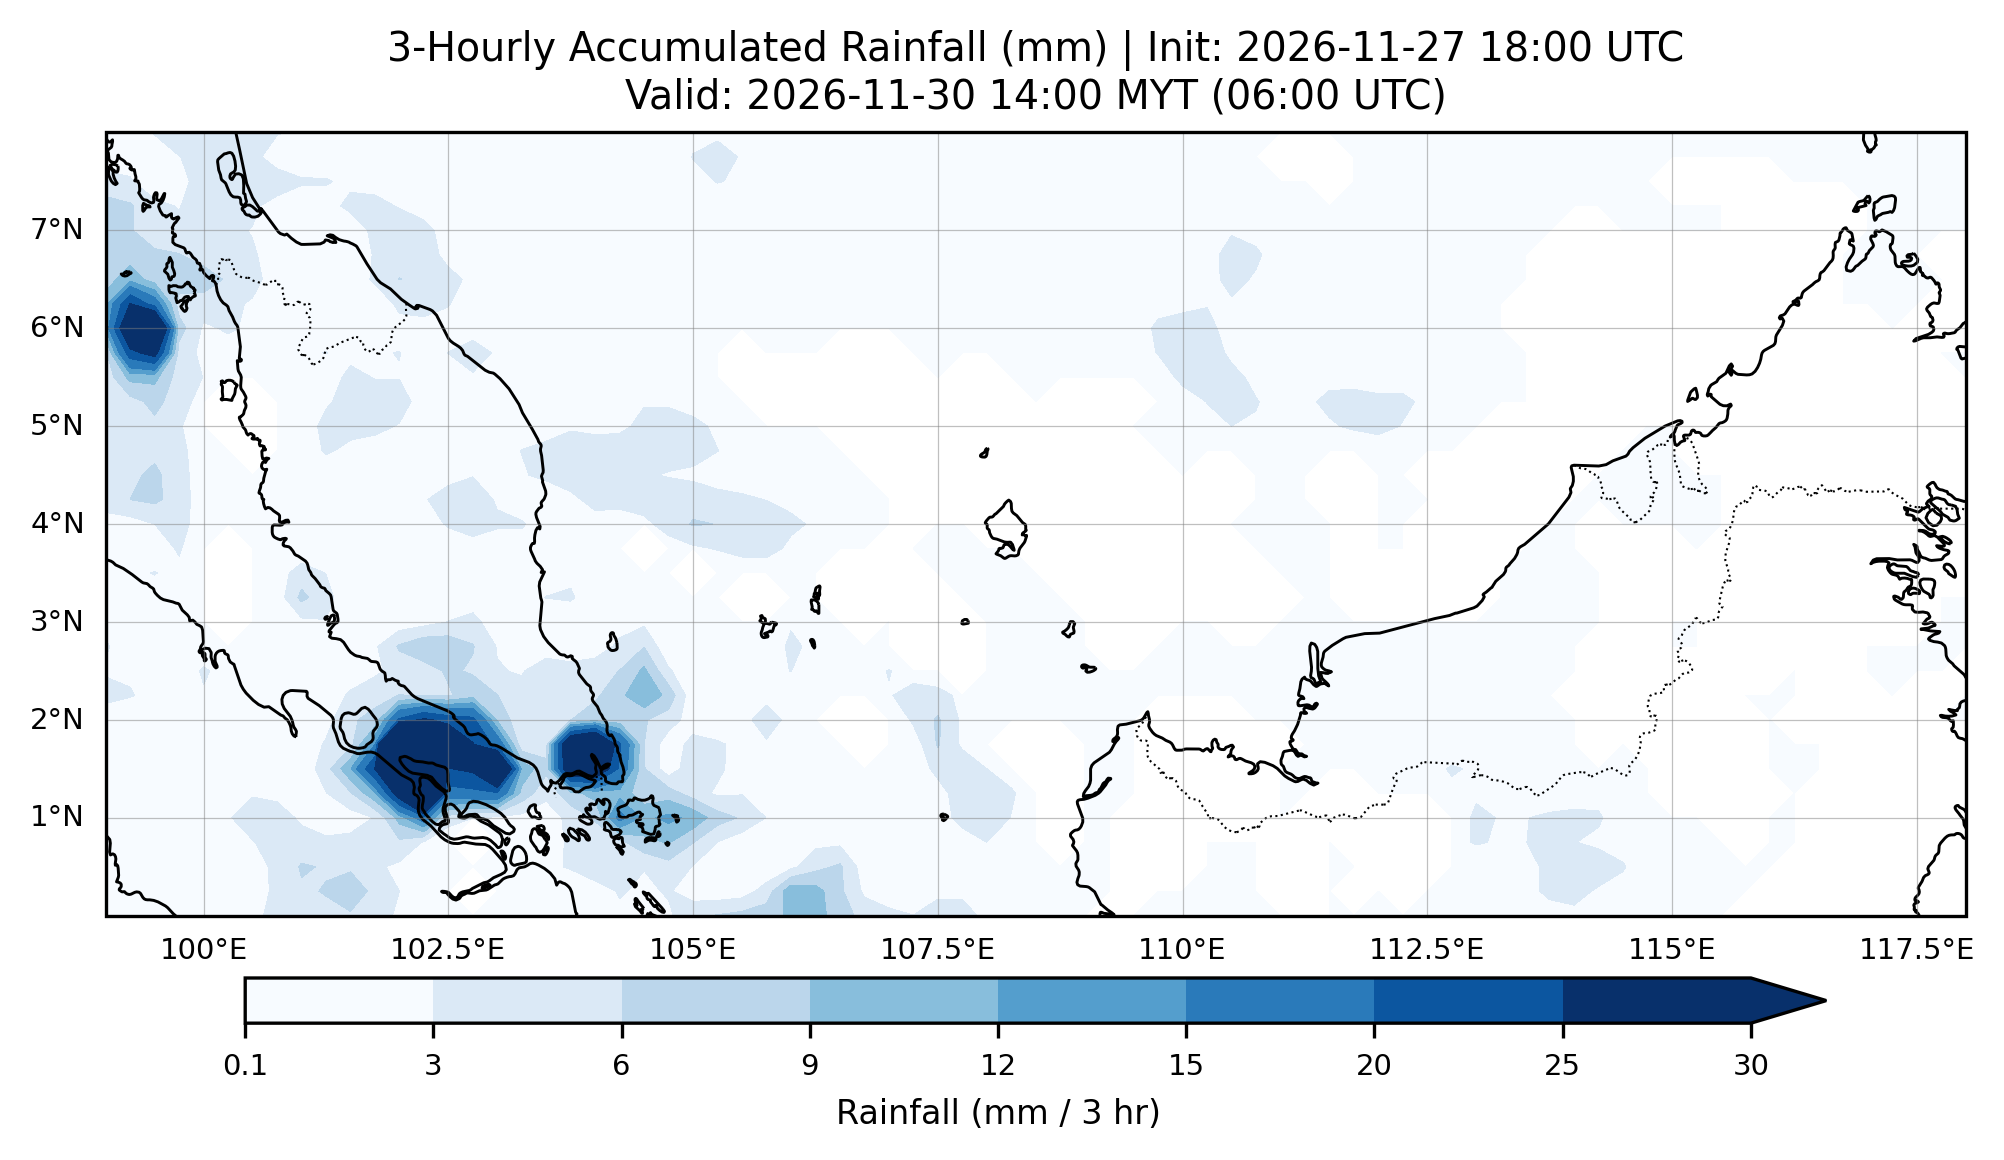 3-Hourly Accumulated Rainfall (mm) | Init: 2026-11-27 18:00 UTC
Valid: 2026-11-30 14:00 MYT (06:00 UTC)
7°N
6°N
5°N
4°N
3°N
2°N
1°N
100°E 102.5°E 105°E 107.5°E 110°E 112.5°E 115°E 117.5°E
0.1 3 6 9 12 15 20 25 30
Rainfall (mm / 3 hr)